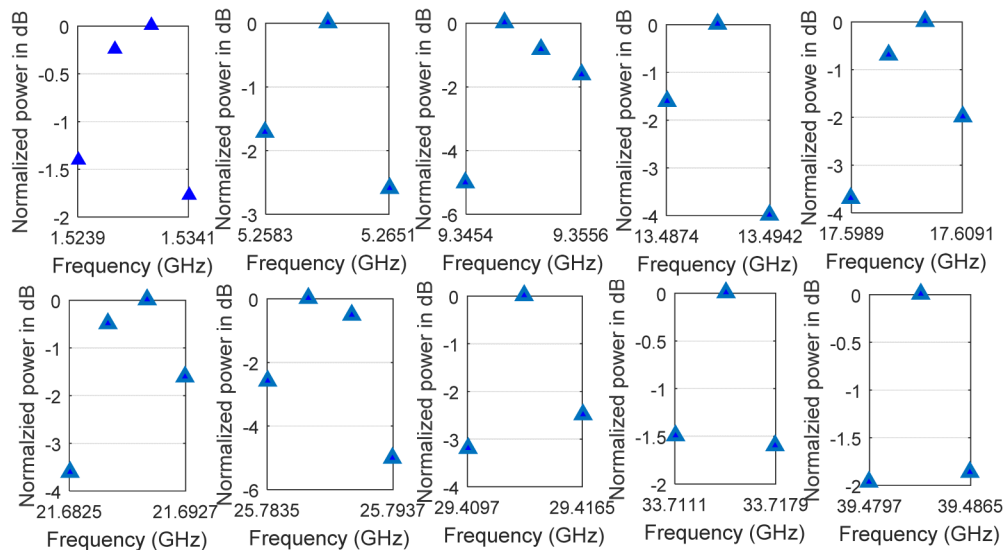 Normalized power in dB
0
-0.5
-1
-1.5
-2
1.5239 1.5341
Frequency (GHz)
Normalized power in dB
0
-1
-2
-3
5.2583 5.2651
Frequency (GHz)
Normalized power in dB
0
-2
-4
-6
9.3454 9.3556
Frequency (GHz)
Normalized power in dB
0
-1
-2
-3
-4
13.4874 13.4942
Frequency (GHz)
Normalized power in dB
0
-1
-2
-3
-4
17.5989 17.6091
Frequency (GHz)
Normalzied power in dB
0
-1
-2
-3
-4
21.6825 21.6927
Frequency (GHz)
Normalized power in dB
0
-2
-4
-6
25.7835 25.7937
Frequency (GHz)
Normalized power in dB
0
-1
-2
-3
-4
29.4097 29.4165
Frequency (GHz)
Normalized power in dB
0
-0.5
-1
-1.5
-2
33.7111 33.7179
Frequency (GHz)
Normalized power in dB
0
-0.5
-1
-1.5
-2
39.4797 39.4865
Frequency (GHz)